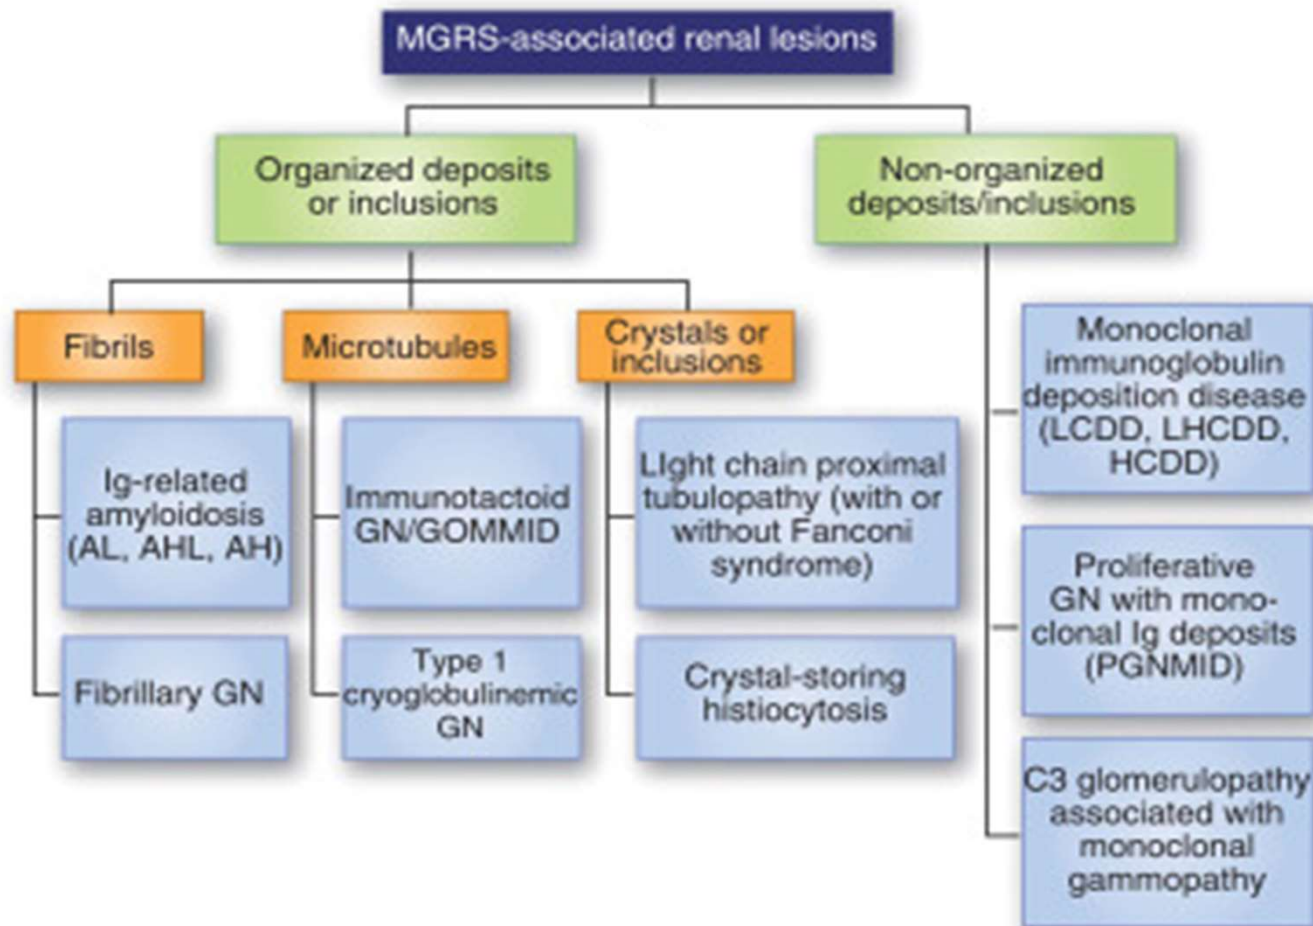 MGRS-associated renal lesions
Organized deposits
or inclusions
Non-organized
deposits/inclusions
Fibrils
Microtubules
Crystals or
inclusions
Ig-related
amyloidosis
(AL, AHL, AH)
Fibrillary GN
Immunotactoid
GN/GOMMID
Type 1
cryoglobulinemic
GN
LIght chain proximal
tubulopathy (with or
without Fanconi
syndrome)
Crystal-storing
histiocytosis
Monoclonal
immunoglobulin
deposition disease
(LCDD, LHCDD,
HCDD)
Proliferative
GN with mono-
clonal Ig deposits
(PGNMID)
C3 glomerulopathy
associated with
monoclonal
gammopathy